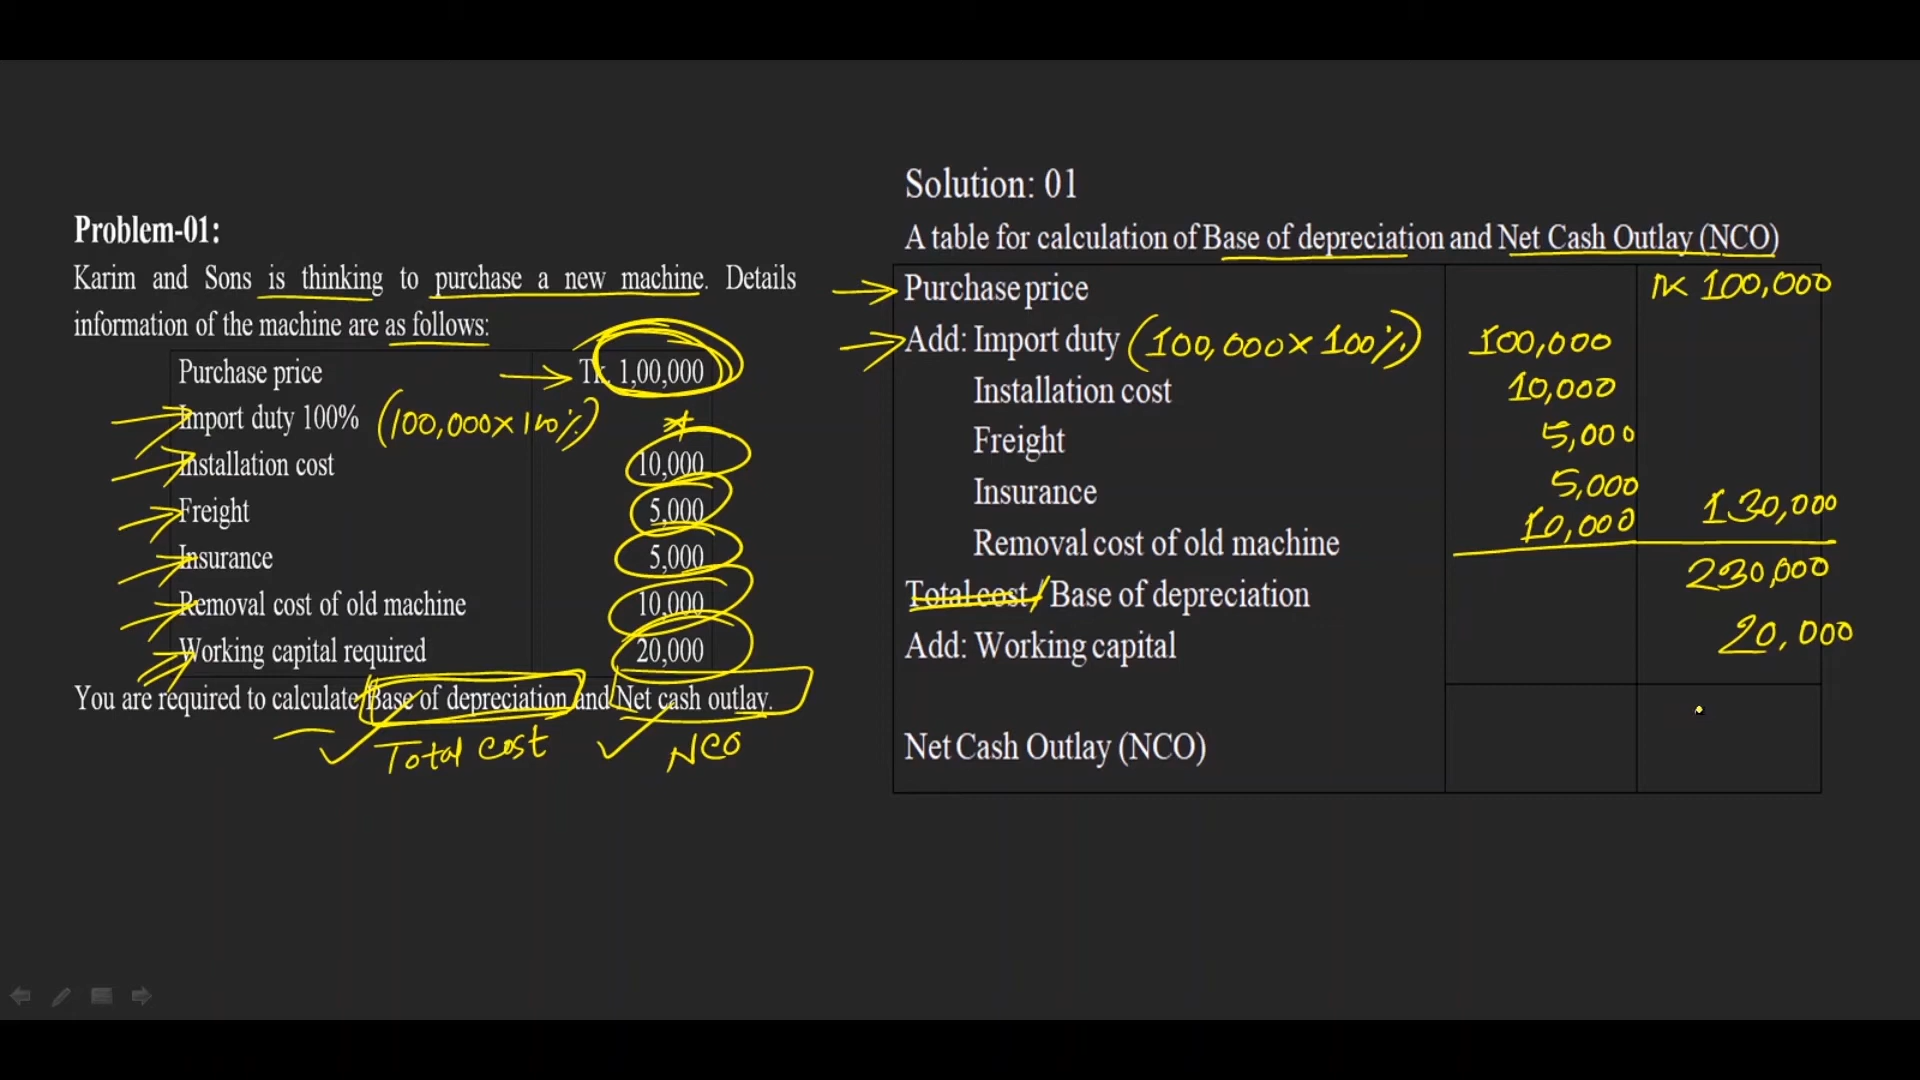 Problem-01:
Karim and Sons is thinking to purchase a new machine. Details
information of the machine are as follows:
Purchase price Tk. 1,00,000
Import duty 100% (100,000 × 100%) *
Installation cost 10,000
Freight 5,000
Insurance 5,000
Removal cost of old machine 10,000
Working capital required 20,000
You are required to calculate Base of depreciation and Net cash outlay.
Total cost NCO
Solution: 01
A table for calculation of Base of depreciation and Net Cash Outlay (NCO)
Purchase price TK 100,000
Add: Import duty (100,000 × 100%) 100,000
Installation cost 10,000
Freight 5,000
Insurance 5,000 130,000
Removal cost of old machine 10,000
Total cost / Base of depreciation 230,000
Add: Working capital 20,000
Net Cash Outlay (NCO)